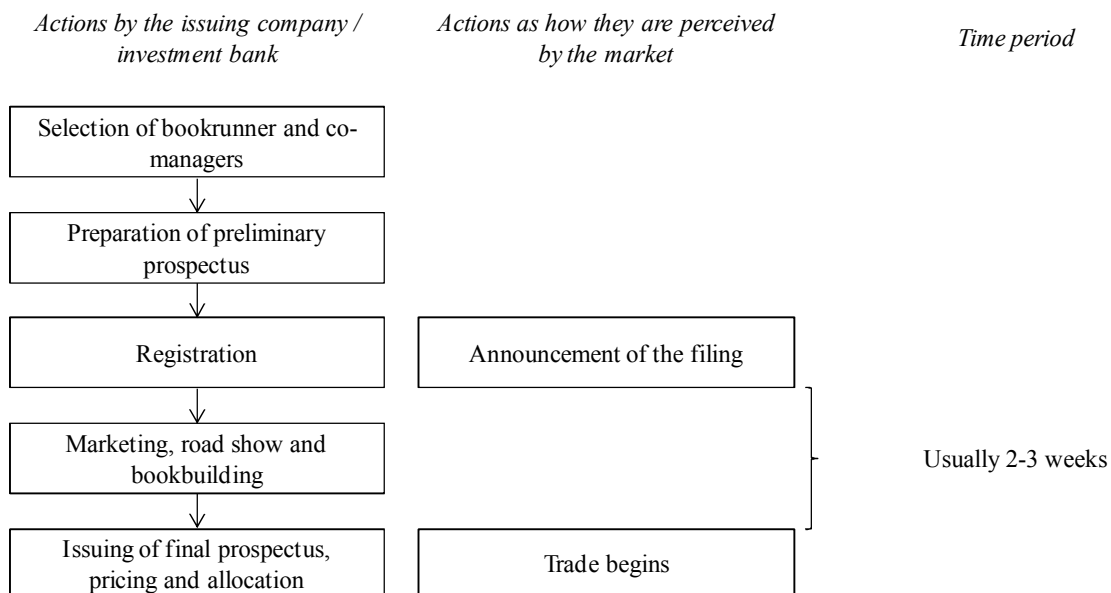 Actions by the issuing company /
investment bank
Actions as how they are perceived
by the market
Time period
Selection of bookrunner and co-
managers
Preparation of preliminary
prospectus
Registration
Announcement of the filing
Marketing, road show and
bookbuilding
Usually 2-3 weeks
Issuing of final prospectus,
pricing and allocation
Trade begins